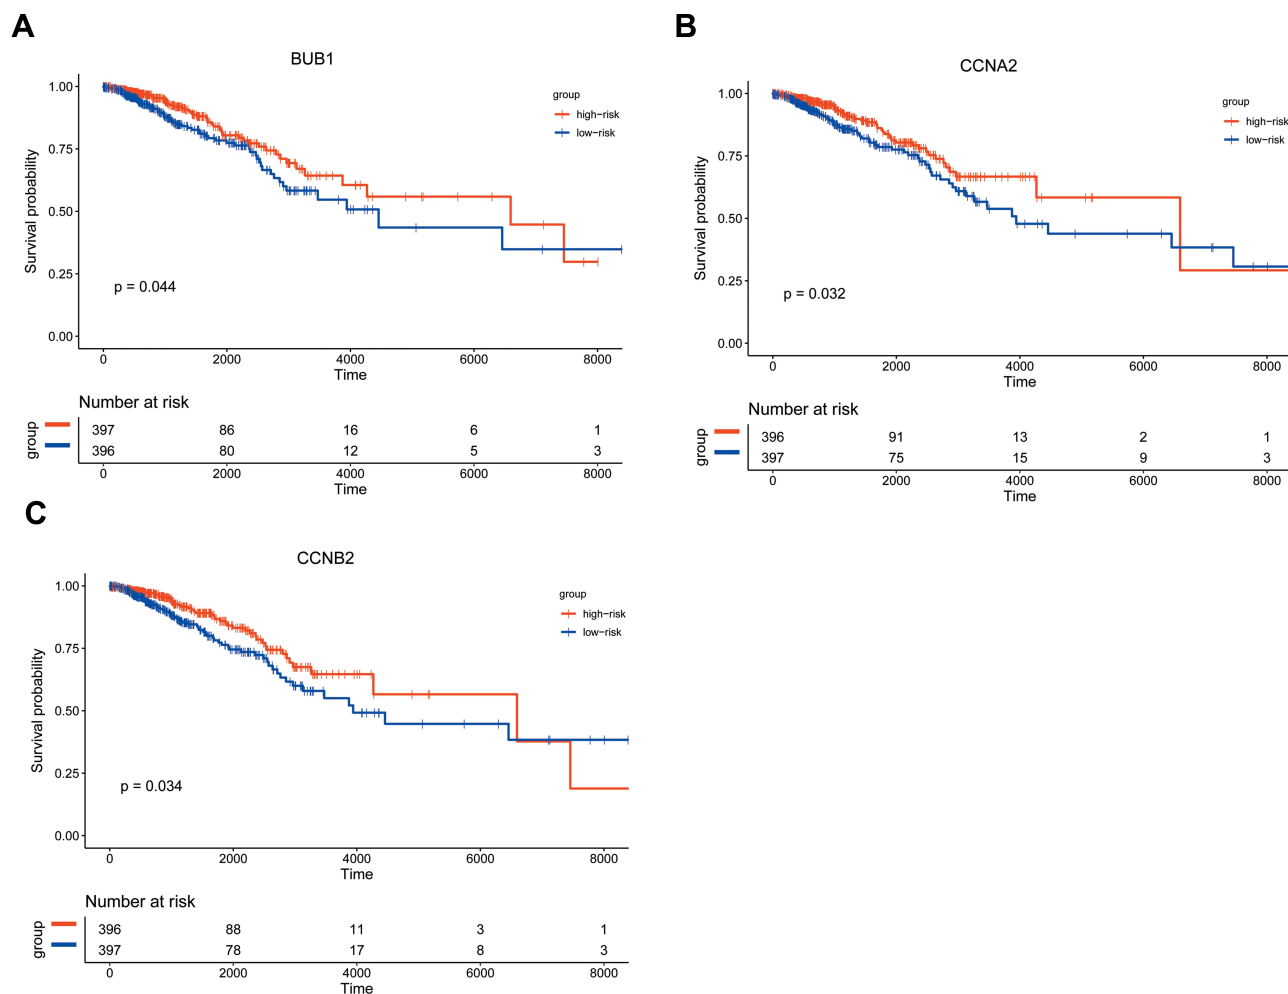 A
BUB1
group
high-risk
low-risk
Survival probability
1.00
0.75
0.50
0.25
0.00
p = 0.044
0 2000 4000 6000 8000
Time
Number at risk
group
397 86 16 6 1
396 80 12 5 3
0 2000 4000 6000 8000
Time
B
CCNA2
group
high-risk
low-risk
Survival probability
1.00
0.75
0.50
0.25
0.00
p = 0.032
0 2000 4000 6000 8000
Time
Number at risk
group
396 91 13 2 1
397 75 15 9 3
0 2000 4000 6000 8000
Time
C
CCNB2
group
high-risk
low-risk
Survival probability
1.00
0.75
0.50
0.25
0.00
p = 0.034
0 2000 4000 6000 8000
Time
Number at risk
group
396 88 11 3 1
397 78 17 8 3
0 2000 4000 6000 8000
Time